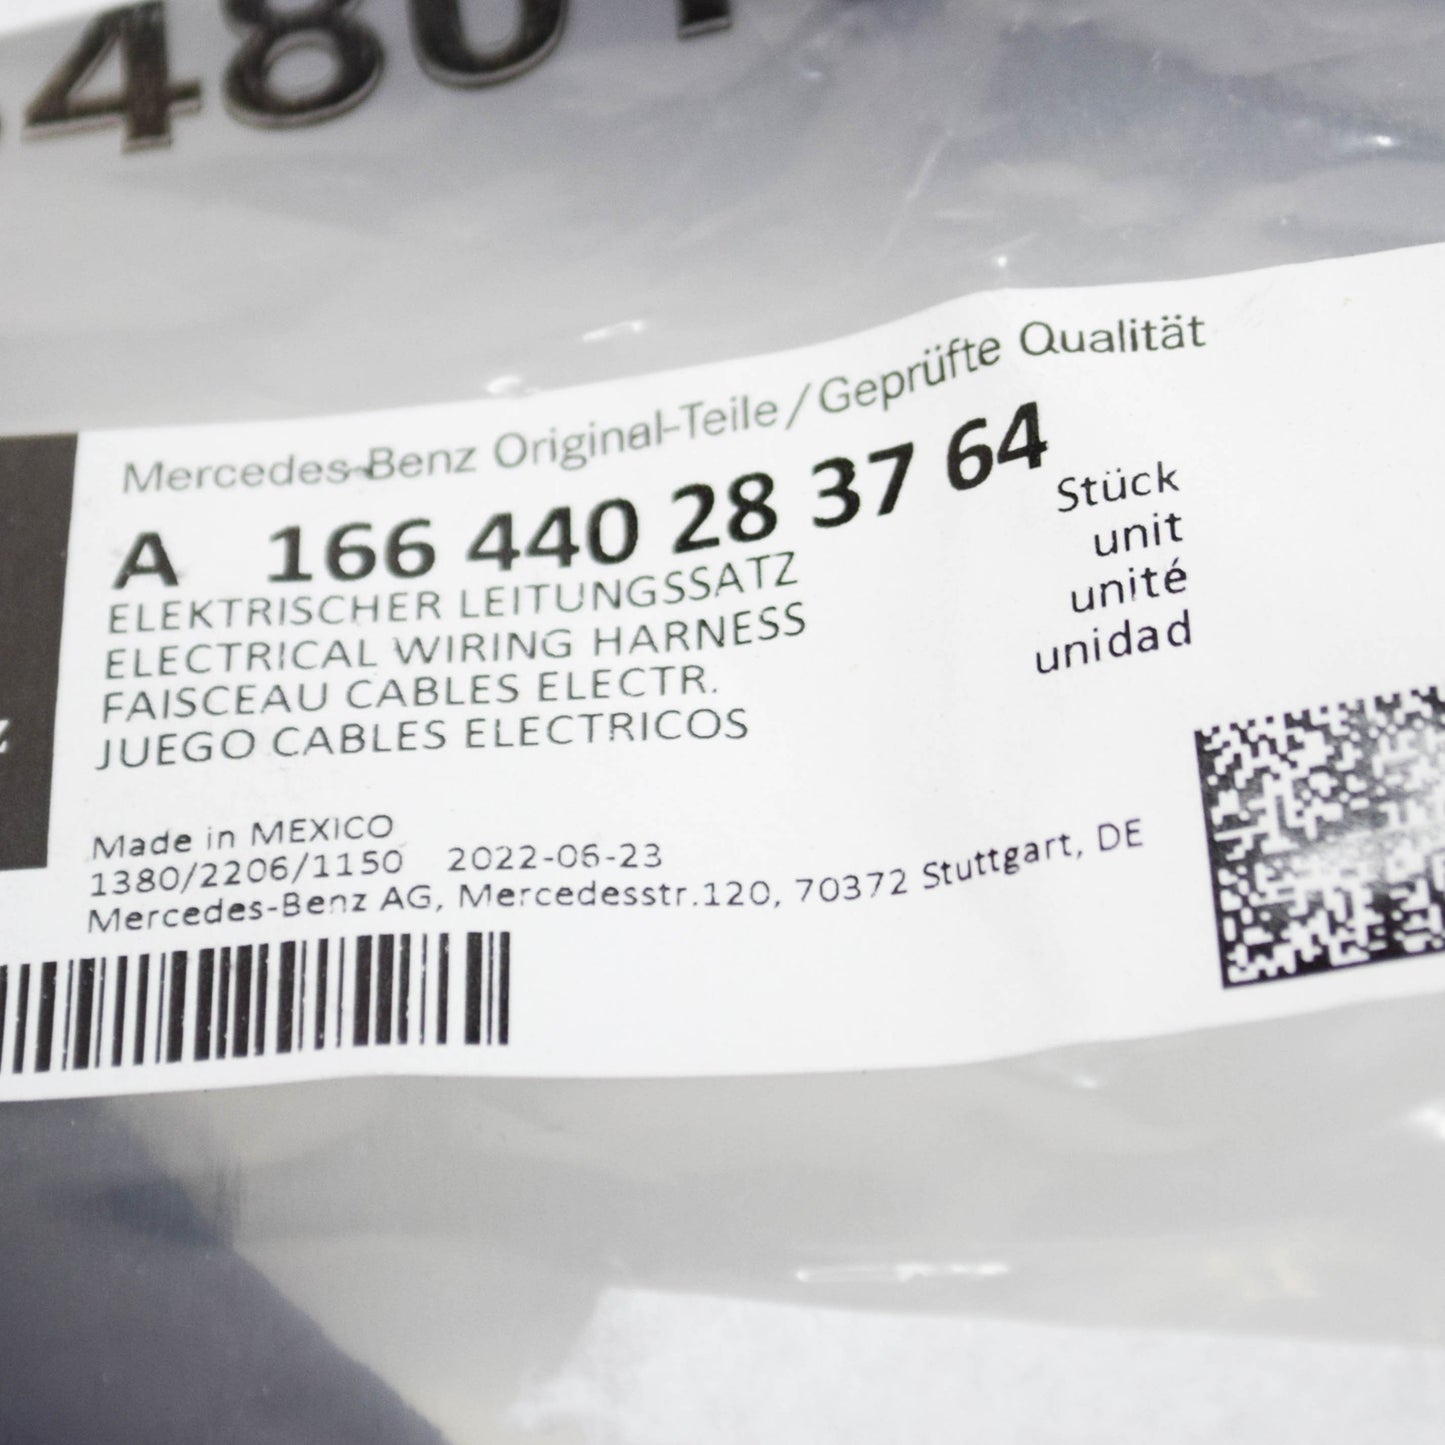 480
Mercedes-Benz Original-Teile/Geprüfte Qualität
A 166 440 28 37 64
Stück
unit
unité
unidad
ELEKTRISCHER LEITUNGSSATZ
ELECTRICAL WIRING HARNESS
FAISCEAU CABLES ELECTR.
JUEGO CABLES ELECTRICOS
Made in MEXICO
1380/2206/1150 2022-06-23
Mercedes-Benz AG, Mercedesstr.120, 70372 Stuttgart, DE